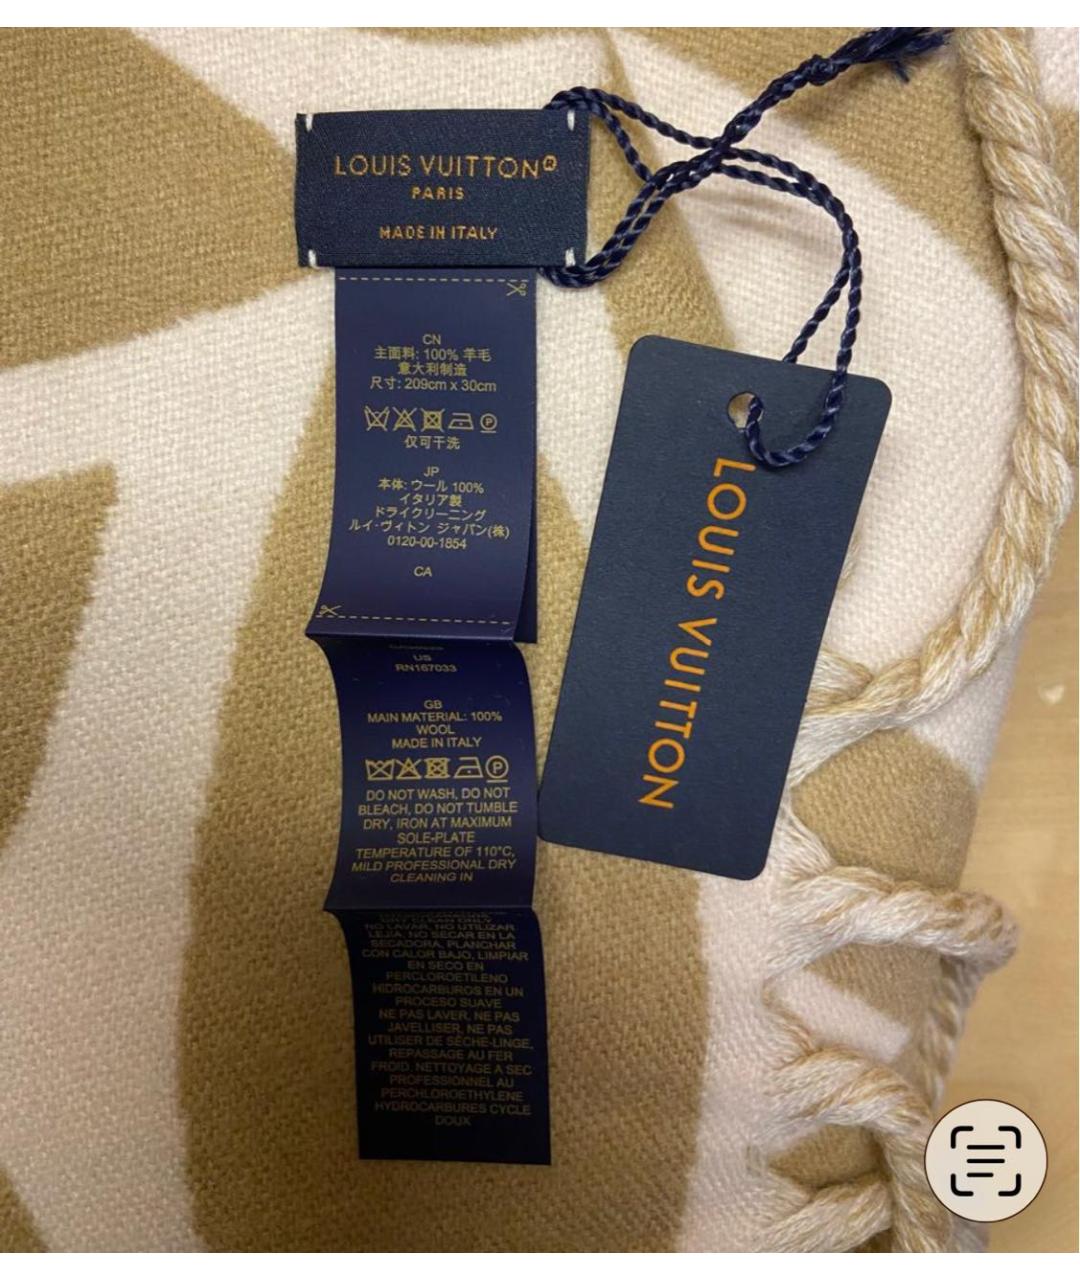 LOUIS VUITTON®
PARIS
MADE IN ITALY
CN
主面料: 100% 羊毛
意大利制造
尺寸: 209cm x 30cm
P
仅可干洗
JP
本体: ウール 100%
イタリア製
ドライクリーニング
ルイ・ヴィトン ジャパン(株)
0120-00-1854
CA
US
RN167033
GB
MAIN MATERIAL: 100%
WOOL
MADE IN ITALY
P
DO NOT WASH, DO NOT
BLEACH, DO NOT TUMBLE
DRY, IRON AT MAXIMUM
SOLE-PLATE
TEMPERATURE OF 110°C,
MILD PROFESSIONAL DRY
CLEANING IN
DRY CLEAN ONLY
NO LAVAR, NO UTILIZAR
LEJIA, NO SECAR EN LA
SECADORA, PLANCHAR
CON CALOR BAJO, LIMPIAR
EN SECO EN
PERCLOROETILENO
HIDROCARBUROS EN UN
PROCESO SUAVE
NE PAS LAVER, NE PAS
JAVELLISER, NE PAS
UTILISER DE SÈCHE-LINGE,
REPASSAGE AU FER
FROID, NETTOYAGE A SEC
PROFESSIONNEL AU
PERCHLOROETHYLENE
HYDROCARBURES CYCLE
DOUX
LOUIS VUITTON